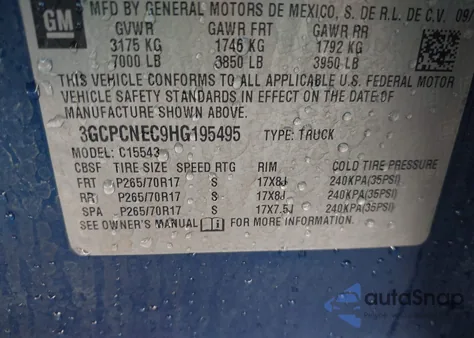 GM
MFD BY GENERAL MOTORS DE MEXICO, S. DE R.L. DE C.V. 09/
GVWR GAWR FRT GAWR RR
3175 KG 1746 KG 1792 KG
7000 LB 3850 LB 3950 LB
THIS VEHICLE CONFORMS TO ALL APPLICABLE U.S. FEDERAL MOTOR
VEHICLE SAFETY STANDARDS IN EFFECT ON THE DATE OF
MANUFACTURE SHOWN ABOVE.
3GCPCNEC9HG195495 TYPE: TRUCK
MODEL: C15543
CBSF TIRE SIZE SPEED RTG RIM COLD TIRE PRESSURE
FRT P265/70R17 S 17X8J 240KPA(35PSI)
RR P265/70R17 S 17X8J 240KPA(35PSI)
SPA P265/70R17 S 17X7.5J 240KPA(35PSI)
SEE OWNER'S MANUAL FOR MORE INFORMATION.
autoSnap